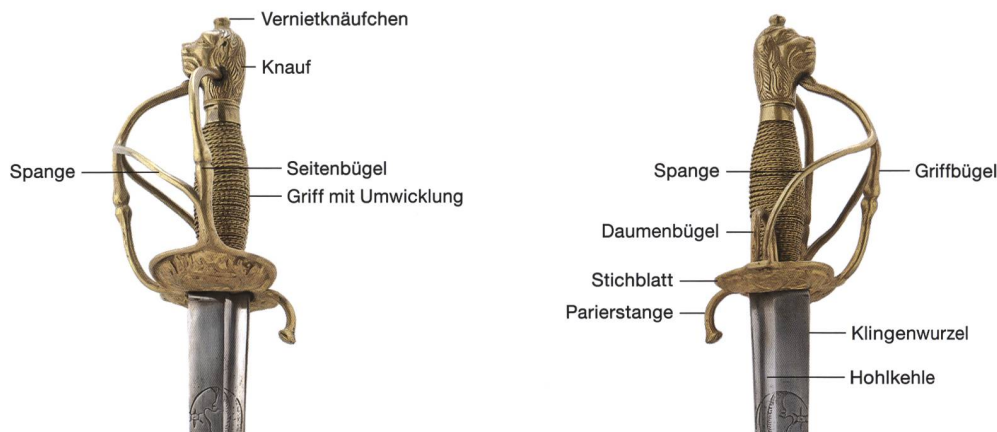 Vernietknäufchen
Knauf
Spange
Seitenbügel
Griff mit Umwicklung
Spange
Griffbügel
Daumenbügel
Stichblatt
Parierstange
Klingenwurzel
Hohlkehle